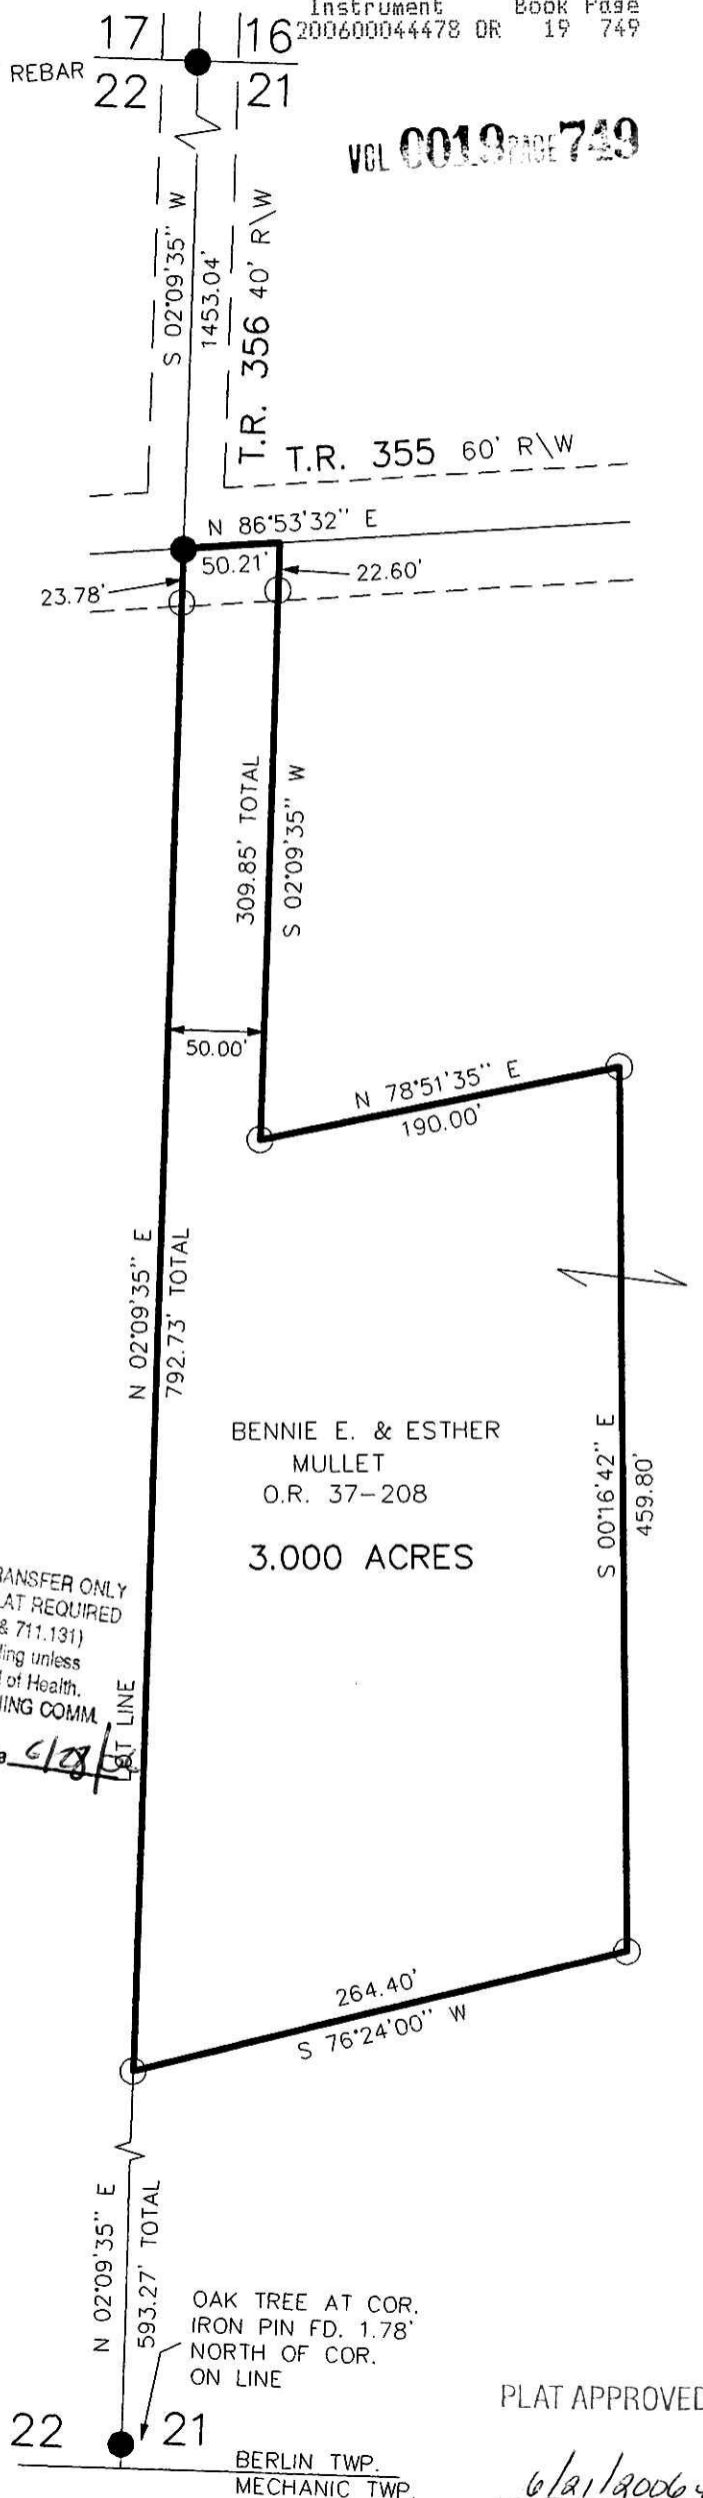 Instrument Book Page
200600044478 OR 19 749
17 16
REBAR
22 21
VOL 0019 PAGE 749
S 02°09'35" W
1453.04'
T.R. 356 40' R\W
T.R. 355 60' R\W
N 86°53'32" E
50.21'
22.60'
23.78'
309.85' TOTAL
S 02°09'35" W
50.00'
N 78°51'35" E
190.00'
N 02°09'35" E
792.73' TOTAL
BENNIE E. & ESTHER
MULLET
O.R. 37-208
3.000 ACRES
S 00°16'42" E
459.80'
RANSFER ONLY
LAT REQUIRED
& 711.131)
ing unless
of Health.
NING COMM.
6/28/06
LOT LINE
264.40'
S 76°24'00" W
N 02°09'35" E
593.27' TOTAL
OAK TREE AT COR.
IRON PIN FD. 1.78'
NORTH OF COR.
ON LINE
PLAT APPROVED
22 21
BERLIN TWP.
MECHANIC TWP.
6/21/2006